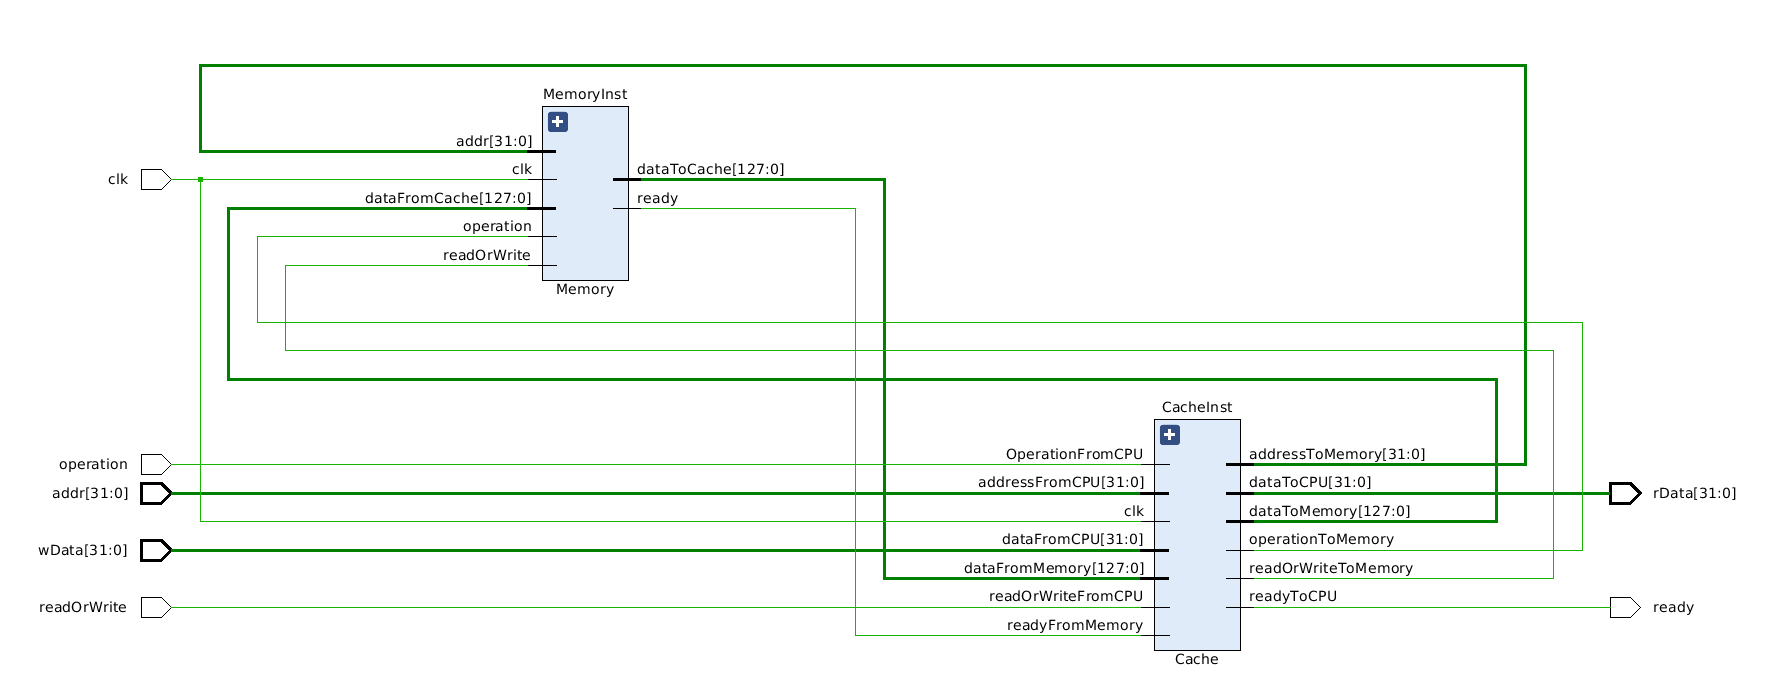 MemoryInst
addr[31:0]
clk
dataFromCache[127:0]
operation
readOrWrite
dataToCache[127:0]
ready
Memory
clk
operation
addr[31:0]
wData[31:0]
readOrWrite
CacheInst
OperationFromCPU
addressFromCPU[31:0]
clk
dataFromCPU[31:0]
dataFromMemory[127:0]
readOrWriteFromCPU
readyFromMemory
addressToMemory[31:0]
dataToCPU[31:0]
dataToMemory[127:0]
operationToMemory
readOrWriteToMemory
readyToCPU
Cache
rData[31:0]
ready